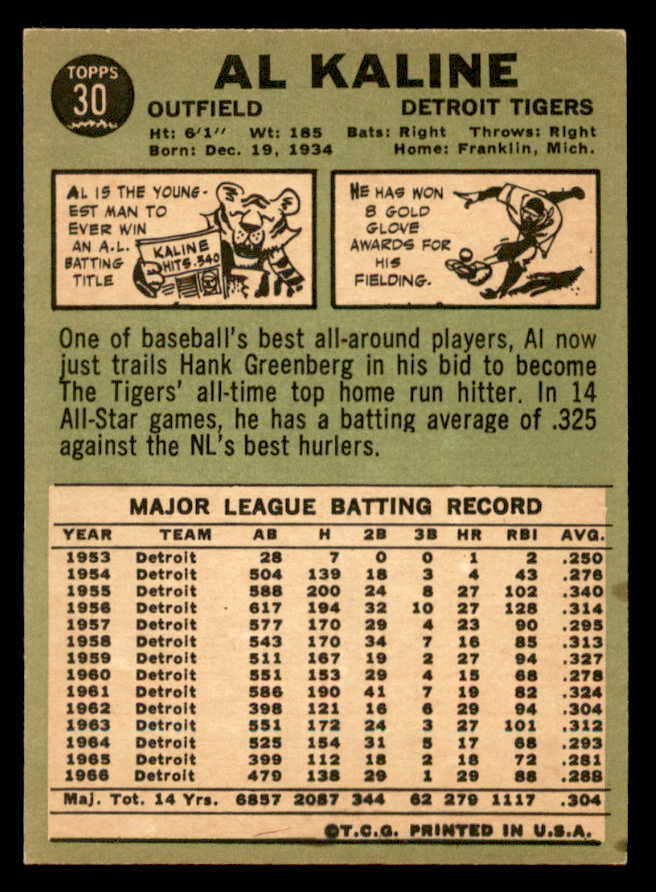 TOPPS
30
AL KALINE
OUTFIELD DETROIT TIGERS
Ht: 6'1" Wt: 185 Bats: Right Throws: Right
Born: Dec. 19, 1934 Home: Franklin, Mich.
AL IS THE YOUNG-
EST MAN TO
EVER WIN
AN A.L.
BATTING
TITLE
KALINE
HITS .340
HE HAS WON
8 GOLD
GLOVE
AWARDS FOR
HIS
FIELDING.
One of baseball's best all-around players, Al now
just trails Hank Greenberg in his bid to become
The Tigers' all-time top home run hitter. In 14
All-Star games, he has a batting average of .325
against the NL's best hurlers.
MAJOR LEAGUE BATTING RECORD
YEAR TEAM AB H 2B 3B HR RBI AVG.
1953 Detroit 28 7 0 0 1 2 .250
1954 Detroit 504 139 18 3 4 43 .276
1955 Detroit 588 200 24 8 27 102 .340
1956 Detroit 617 194 32 10 27 128 .314
1957 Detroit 577 170 29 4 23 90 .295
1958 Detroit 543 170 34 7 16 85 .313
1959 Detroit 511 167 19 2 27 94 .327
1960 Detroit 551 153 29 4 15 68 .278
1961 Detroit 586 190 41 7 19 82 .324
1962 Detroit 398 121 16 6 29 94 .304
1963 Detroit 551 172 24 3 27 101 .312
1964 Detroit 525 154 31 5 17 68 .293
1965 Detroit 399 112 18 2 18 72 .281
1966 Detroit 479 138 29 1 29 88 .288
Maj. Tot. 14 Yrs. 6857 2087 344 62 279 1117 .304
©T.C.G. PRINTED IN U.S.A.